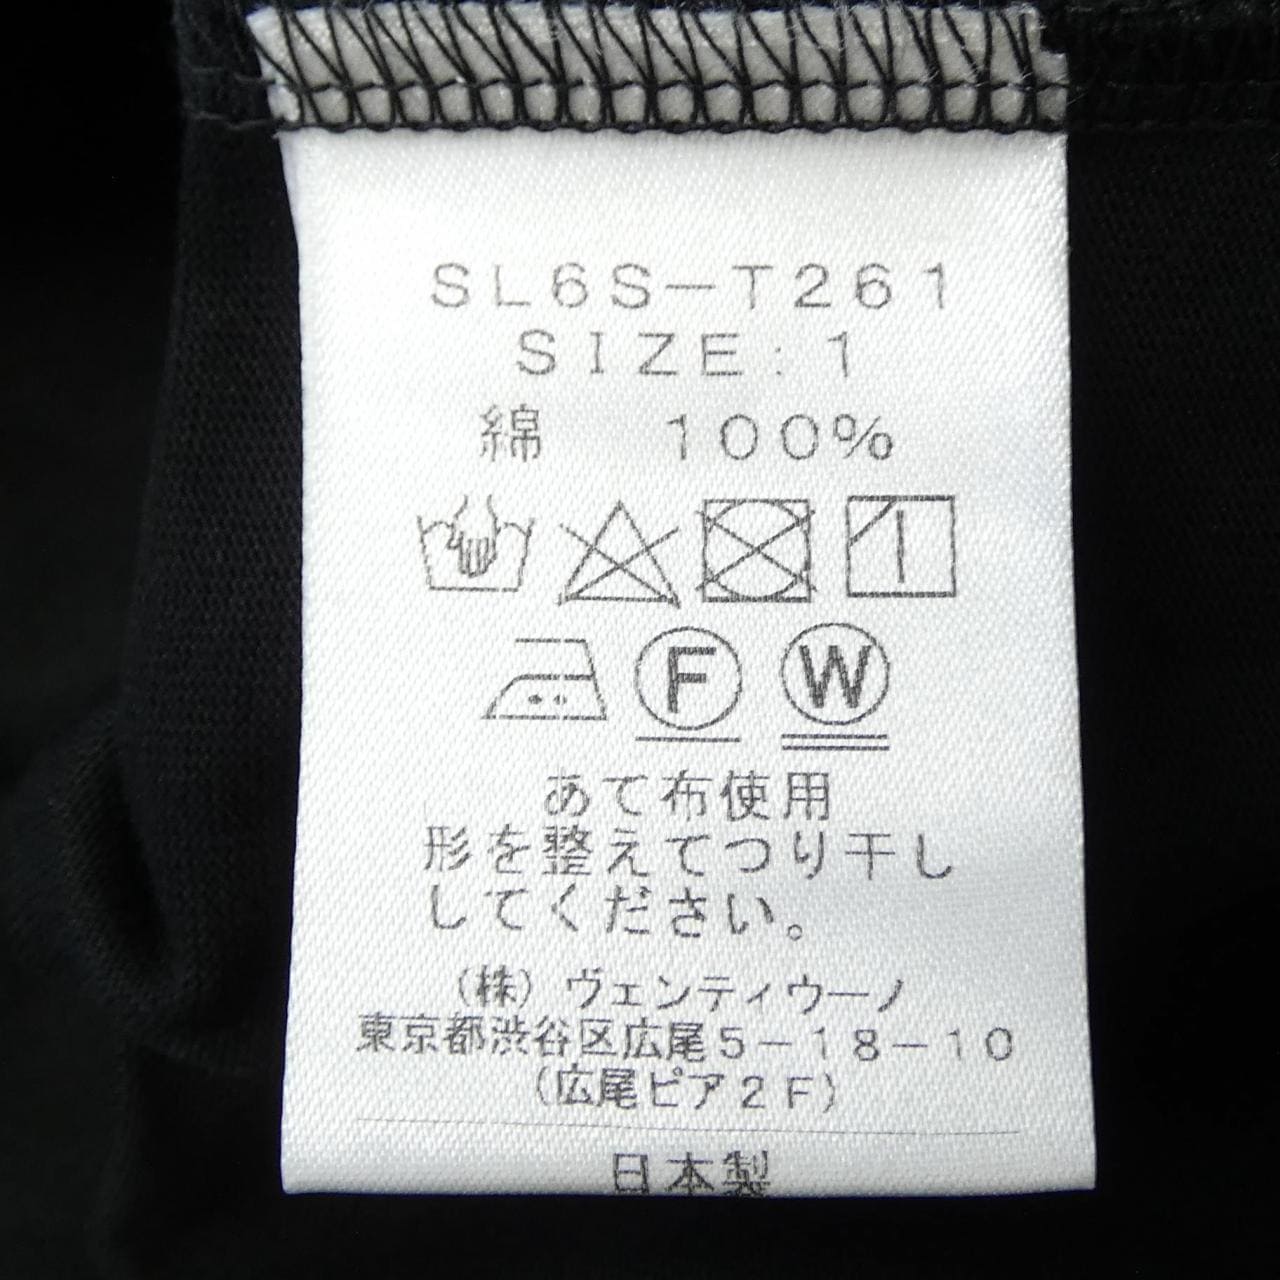 SL6S-T261
SIZE:1
綿 100%
F W
あて布使用
形を整えてつり干し
してください。
(株)ヴェンティウーノ
東京都渋谷区広尾5-18-10
(広尾ピア2F)
日本製